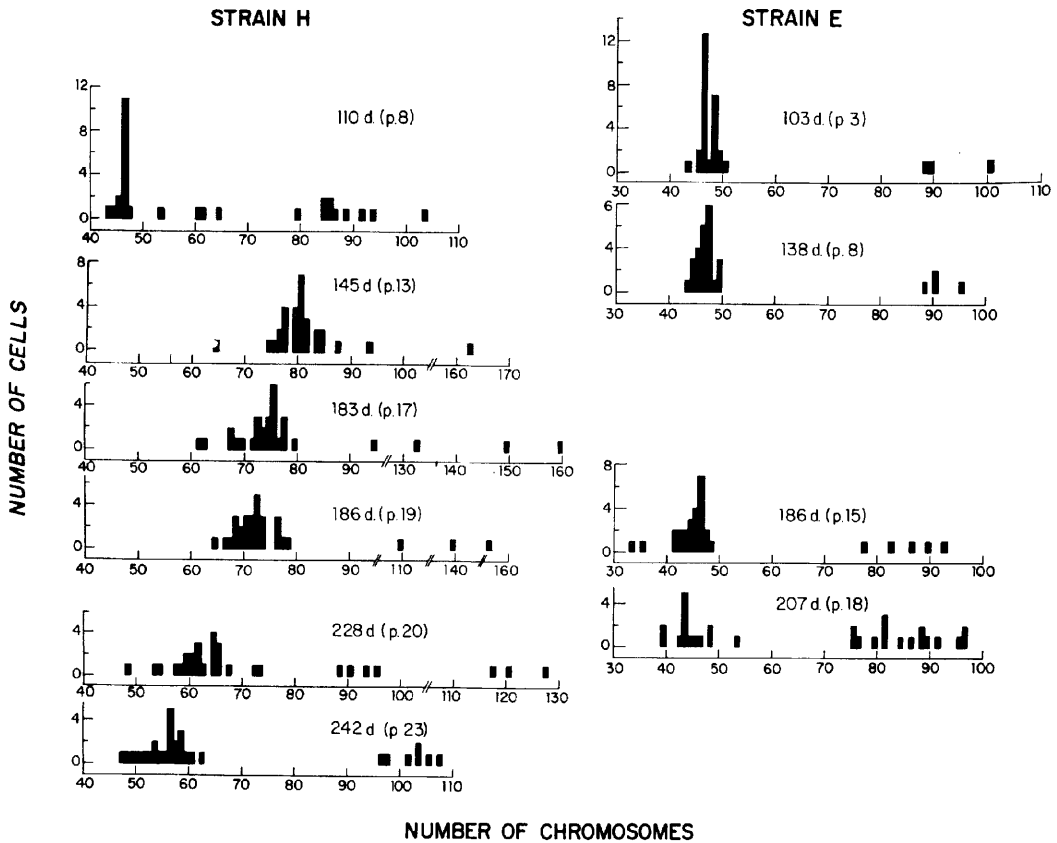 STRAIN H
STRAIN E
NUMBER OF CELLS
12
8
4
0
110 d. (p.8)
40 50 60 70 80 90 100 110
8
4
0
145 d (p.13)
40 50 60 70 80 90 100 160 170
4
0
183 d. (p.17)
40 50 60 70 80 90 130 140 150 160
4
0
186 d. (p.19)
40 50 60 70 80 90 110 140 160
4
0
228 d (p.20)
40 50 60 70 80 90 100 110 120 130
4
0
242 d (p 23)
40 50 60 70 80 90 100 110
12
8
4
0
103 d. (p 3)
30 40 50 60 70 80 90 100 110
6
4
0
138 d. (p. 8)
30 40 50 60 70 80 90 100
8
4
0
186 d. (p.15)
30 40 50 60 70 80 90 100
4
0
207 d. (p.18)
30 40 50 60 70 80 90 100
NUMBER OF CHROMOSOMES